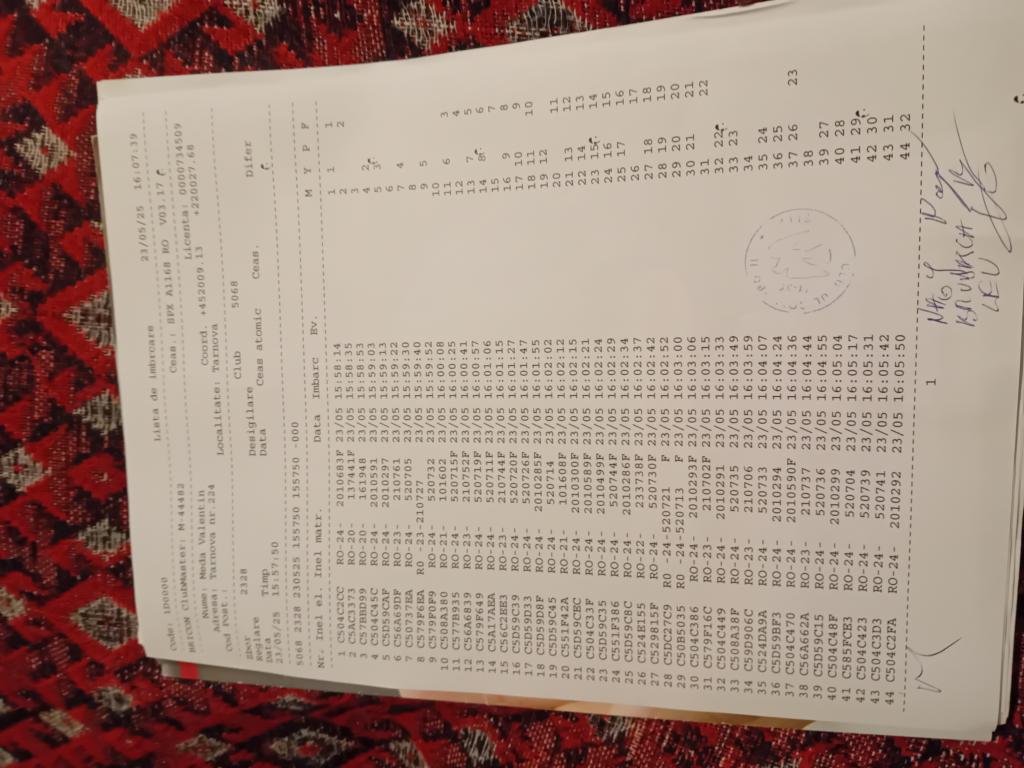 23/05/25 16:07:39
Lista de imbrcare
Code: 1D0000
BRICON ClubMaster: M-44482 Ceas : SPX A1168 RO V03.17
Licenta: 0000734509
Nume: Meda Valentin Coord. +452009.13 +220027.68
Adresa: Tarnova nr.224 Localitate: Tarnova
Cod Post.:
Zbor 2328 Club 5068
Reglare Desigilare
Data Timp Data Ceas atomic Ceas. Difer
23/05/25 15:57:50
5068 2328 230525 155750 155750 -000
Nr. Inel el. Inel matr. Data Imbarc Ev. M Y P F
1 C504C2CC RO-24- 2010683F 23/05 15:58:14 1 1 1
2 C5AC3373 RO-20- 137441F 23/05 15:58:35 2 2
3 C57BBD99 RO-20- 161948 23/05 15:58:53 3
4 C504C45C RO-24- 2010591 23/05 15:59:03 4 2
5 C5D59CAF RO-24- 2010297 23/05 15:59:13 5 3
6 C56A69DF RO-23- 210761 23/05 15:59:22 6
7 C50737BA RO-24- 520705 23/05 15:59:30 7 4
8 C579F6BA RO-23-210727 F 23/05 15:59:40 8
9 C579F0F9 RO-24- 520732 23/05 15:59:52 9 5
10 C508A380 RO-21- 101602 23/05 16:00:08 10
11 C577B935 RO-24- 520715F 23/05 16:00:25 11 6 3
12 C56A6839 RO-23- 210752F 23/05 16:00:41 12 4
13 C579F649 RO-24- 520719F 23/05 16:00:57 13 7 5
14 C5A17AEA RO-24- 520711F 23/05 16:01:06 14 8 6
15 C56C2EE3 RO-23- 210744F 23/05 16:01:15 15 7
16 C5D59C39 RO-24- 520720F 23/05 16:01:27 16 9 8
17 C5D59D33 RO-24- 520726F 23/05 16:01:47 17 10 9
18 C5D59D8F RO-24- 2010285F 23/05 16:01:55 18 11 10
19 C5D59C45 RO-24- 520714 23/05 16:02:02 19 12
20 C551F42A RO-21- 101608F 23/05 16:02:12 20 11
21 C5D59CBC RO-24- 2010300F 23/05 16:02:15 21 13 12
22 C504C33F RO-24- 2010589F 23/05 16:02:21 22 14 13
23 C5D59C35 RO-24- 2010499F 23/05 16:02:24 23 15 14
24 C551F386 RO-24- 520744F 23/05 16:02:29 24 16 15
25 C5D59C8C RO-24- 2010286F 23/05 16:02:34 25 17 16
26 C524E155 RO-22- 233738F 23/05 16:02:37 26 17
27 C529815F RO-24- 520730F 23/05 16:02:42 27 18 18
28 C5DC27C9 RO -24-520721 F 23/05 16:02:52 28 19 19
29 C50DB5035 RO -24-520713 F 23/05 16:03:00 29 20 20
30 C504C386 RO-24- 2010293F 23/05 16:03:06 30 21 21
31 C579F16C RO-23- 210702F 23/05 16:03:15 31 22
32 C504C449 RO-24- 2010291 23/05 16:03:33 32 22
33 C508A18F RO-24- 520735 23/05 16:03:49 33 23
34 C59D906C RO-23- 210706 23/05 16:03:59 34
35 C524DA9A RO-24- 520733 23/05 16:04:07 35 24
36 C5D59BF3 RO-24- 2010294 23/05 16:04:24 36 25
37 C504C470 RO-24- 2010590F 23/05 16:04:36 37 26 23
38 C56A662A RO-23- 210737 23/05 16:04:44 38
39 C5D59C15 RO-24- 520736 23/05 16:04:55 39 27
40 C504C48F RO-24- 2010299 23/05 16:05:04 40 28
41 C585FCB3 RO-24- 520704 23/05 16:05:17 41 29
42 C504C423 RO-24- 520739 23/05 16:05:31 42 30
43 C504C3D3 RO-24- 520741 23/05 16:05:42 43 31
44 C504C2FA RO-24- 2010292 23/05 16:05:50 44 32
1
NAGY
LEU